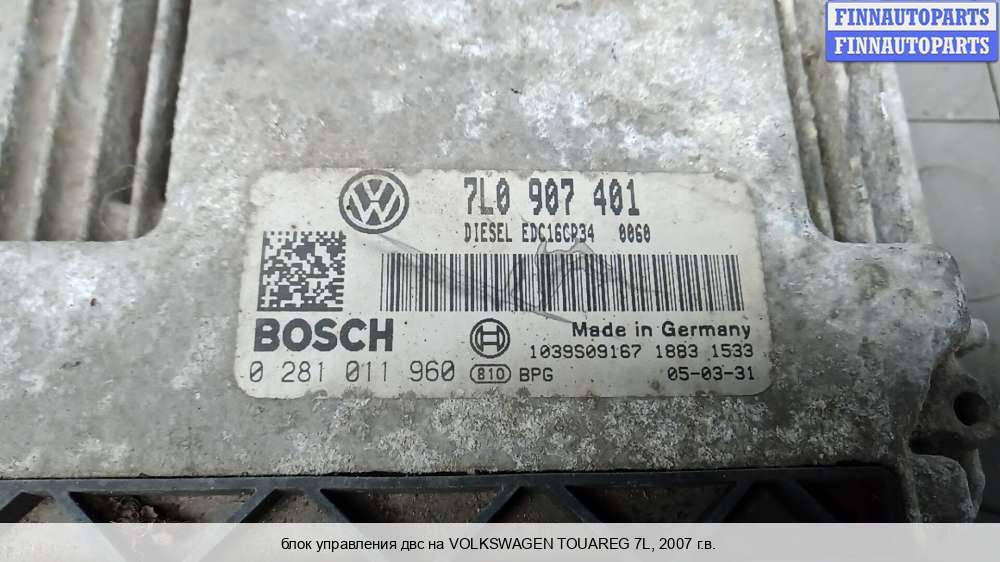 FINNAUTOPARTS
FINNAUTOPARTS
7L0 907 401
DIESEL EDC16CP34 0060
BOSCH
Made in Germany
1039S09167 1883 1533
0 281 011 960 810 BPG 05-03-31
блок управления двс на VOLKSWAGEN TOUAREG 7L, 2007 г.в.